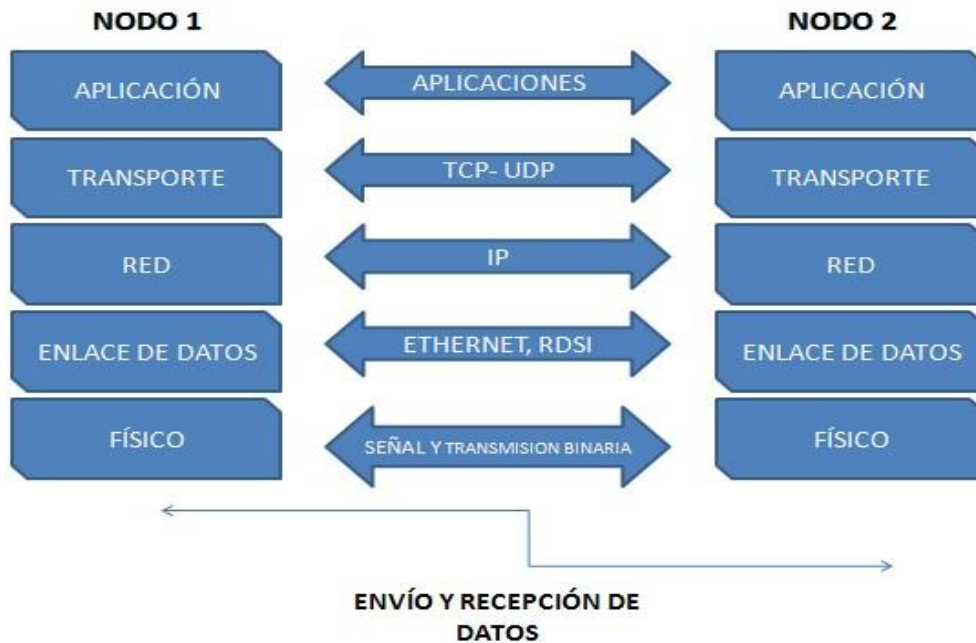 NODO 1
NODO 2
APLICACIÓN
APLICACIONES
APLICACIÓN
TRANSPORTE
TCP- UDP
TRANSPORTE
RED
IP
RED
ENLACE DE DATOS
ETHERNET, RDSI
ENLACE DE DATOS
FÍSICO
SEÑAL Y TRANSMISION BINARIA
FÍSICO
ENVÍO Y RECEPCIÓN DE
DATOS